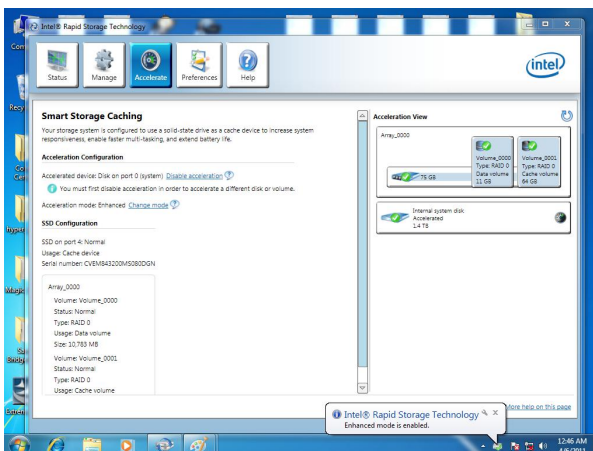 Intel® Rapid Storage Technology
Status
Manage
Accelerate
Preferences
Help
intel
Smart Storage Caching
Your storage system is configured to use a solid-state drive as a cache device to increase system
responsiveness, enable faster multi-tasking, and extend battery life.
Acceleration Configuration
Accelerated device: Disk on port 0 (system) Disable acceleration
You must first disable acceleration in order to accelerate a different disk or volume.
Acceleration mode: Enhanced Change mode
SSD Configuration
SSD on port 4: Normal
Usage: Cache device
Serial number: CVEM843200MS080DGN
Array_0000
Volume: Volume_0000
Status: Normal
Type: RAID 0
Usage: Data volume
Size: 10,783 MB
Volume: Volume_0001
Status: Normal
Type: RAID 0
Usage: Cache volume
Acceleration View
Array_0000
75 GB
Volume_0000
Type: RAID 0
Data volume
11 GB
Volume_0001
Type: RAID 0
Cache volume
64 GB
Internal system disk
Accelerated
1.4 TB
More help on this page
Intel® Rapid Storage Technology
Enhanced mode is enabled.
12:46 AM